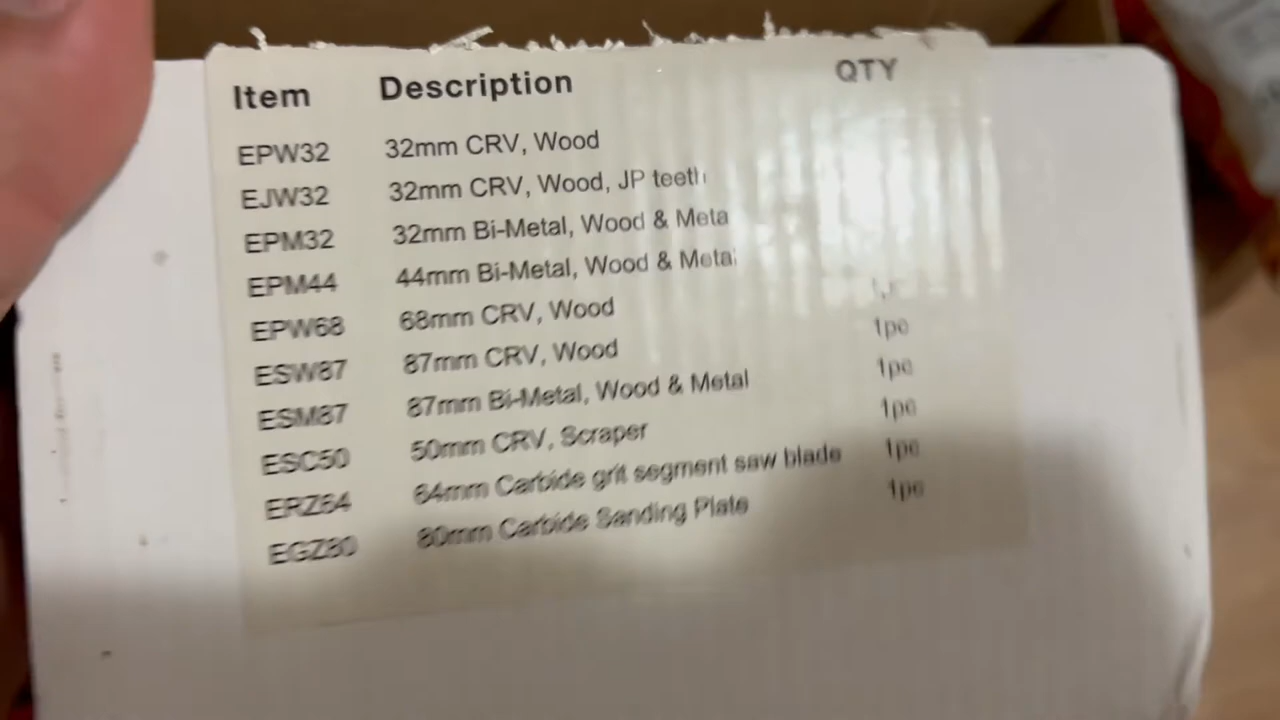 Item Description QTY
EPW32 32mm CRV, Wood
EJW32 32mm CRV, Wood, JP teeth
EPM32 32mm Bi-Metal, Wood & Meta
EPM44 44mm Bi-Metal, Wood & Metal
EPW68 68mm CRV, Wood
ESW87 87mm CRV, Wood 1pc
ESM87 87mm Bi-Metal, Wood & Metal 1pc
ESC50 50mm CRV, Scraper 1pc
ERZ64 64mm Carbide grit segment saw blade 1pc
EGZ80 80mm Carbide Sanding Plate 1pc